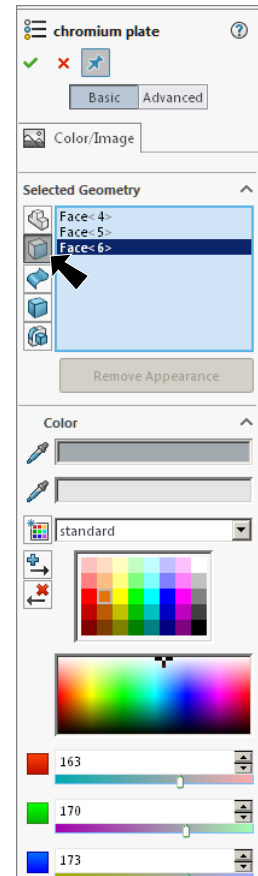 chromium plate
?
Basic Advanced
Color/Image
Selected Geometry
Face<4>
Face<5>
Face<6>
Remove Appearance
Color
standard
163
170
173